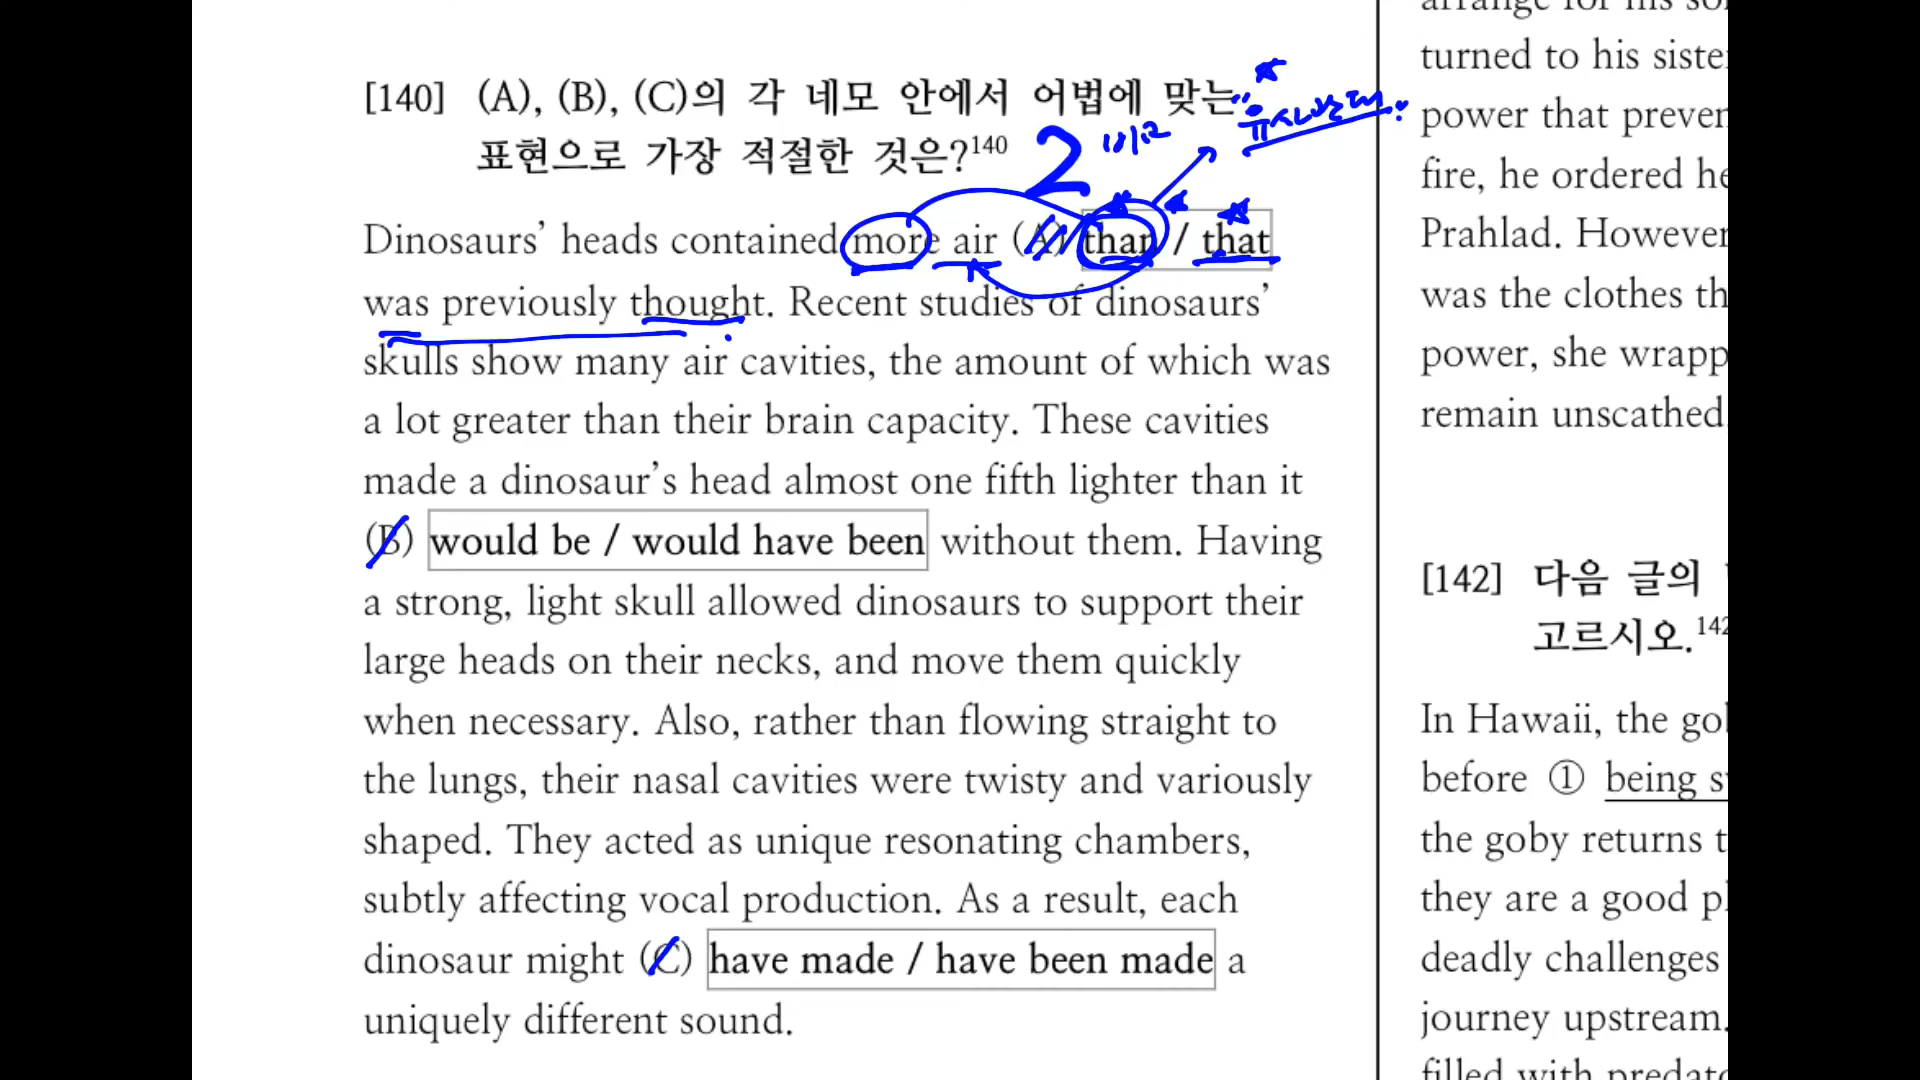 [140] (A), (B), (C)의 각 네모 안에서 어법에 맞는
표현으로 가장 적절한 것은?140
2 비교
Dinosaurs' heads contained more air (A) than / that
was previously thought. Recent studies of dinosaurs'
skulls show many air cavities, the amount of which was
a lot greater than their brain capacity. These cavities
made a dinosaur's head almost one fifth lighter than it
(B) would be / would have been without them. Having
a strong, light skull allowed dinosaurs to support their
large heads on their necks, and move them quickly
when necessary. Also, rather than flowing straight to
the lungs, their nasal cavities were twisty and variously
shaped. They acted as unique resonating chambers,
subtly affecting vocal production. As a result, each
dinosaur might (C) have made / have been made a
uniquely different sound.
turned to his siste
power that preven
fire, he ordered he
Prahlad. However
was the clothes th
power, she wrapp
remain unscathed.
[142] 다음 글의
고르시오.142
In Hawaii, the go
before ① being s
the goby returns t
they are a good p
deadly challenges
journey upstream.
filled with predato